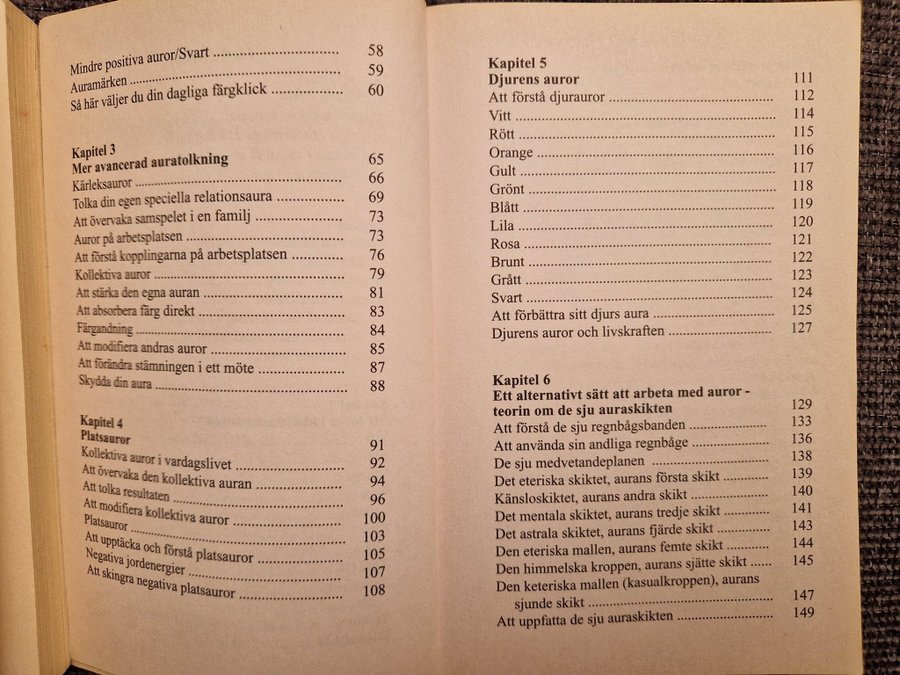 Mindre positiva auror/Svart ................................ 58
Auramärken ..................................................... 59
Så här väljer du din dagliga färgklick .................. 60
Kapitel 3
Mer avancerad auratolkning 65
Kärleksauror ..................................................... 66
Tolka din egen speciella relationsaura .................. 69
Att övervaka samspelet i en familj ..................... 73
Auror på arbetsplatsen ........................................ 73
Att förstå kopplingarna på arbetsplatsen ............. 76
Kollektiva auror ................................................ 79
Att stärka den egna auran ................................... 81
Att absorbera färg direkt .................................... 83
Färgandning ..................................................... 84
Att modifiera andras auror .................................. 85
Att förändra stämningen i ett möte ...................... 87
Skydda din aura ................................................ 88
Kapitel 4
Platsauror 91
Kollektiva auror i vardagslivet ........................... 92
Att övervaka den kollektiva auran ...................... 94
Att tolka resultaten ............................................ 96
Att modifiera kollektiva auror ............................ 100
Platsauror ......................................................... 103
Att upptäcka och förstå platsauror ...................... 105
Negativa jordenergier ........................................ 107
Att skingra negativa platsauror .......................... 108
Kapitel 5
Djurens auror 111
Att förstå djurauror ........................................... 112
Vitt .................................................................. 114
Rött .................................................................. 115
Orange ............................................................. 116
Gult ................................................................. 117
Grönt ............................................................... 118
Blått ................................................................ 119
Lila .................................................................. 120
Rosa ................................................................. 121
Brunt ............................................................... 122
Grått ................................................................ 123
Svart ................................................................ 124
Att förbättra sitt djurs aura ................................. 125
Djurens auror och livskraften ............................. 127
Kapitel 6
Ett alternativt sätt att arbeta med auror -
teorin om de sju auraskikten 129
Att förstå de sju regnbågsbanden ........................ 133
Att använda sin andliga regnbåge ....................... 136
De sju medvetandeplanen ................................... 138
Det eteriska skiktet, aurans första skikt ............... 139
Känsloskiktet, aurans andra skikt ........................ 140
Det mentala skiktet, aurans tredje skikt ............... 141
Det astrala skiktet, aurans fjärde skikt ................. 143
Den eteriska mallen, aurans femte skikt .............. 144
Den himmelska kroppen, aurans sjätte skikt ........ 145
Den keteriska mallen (kasualkroppen), aurans
sjunde skikt ...................................................... 147
Att uppfatta de sju auraskikten ........................... 149